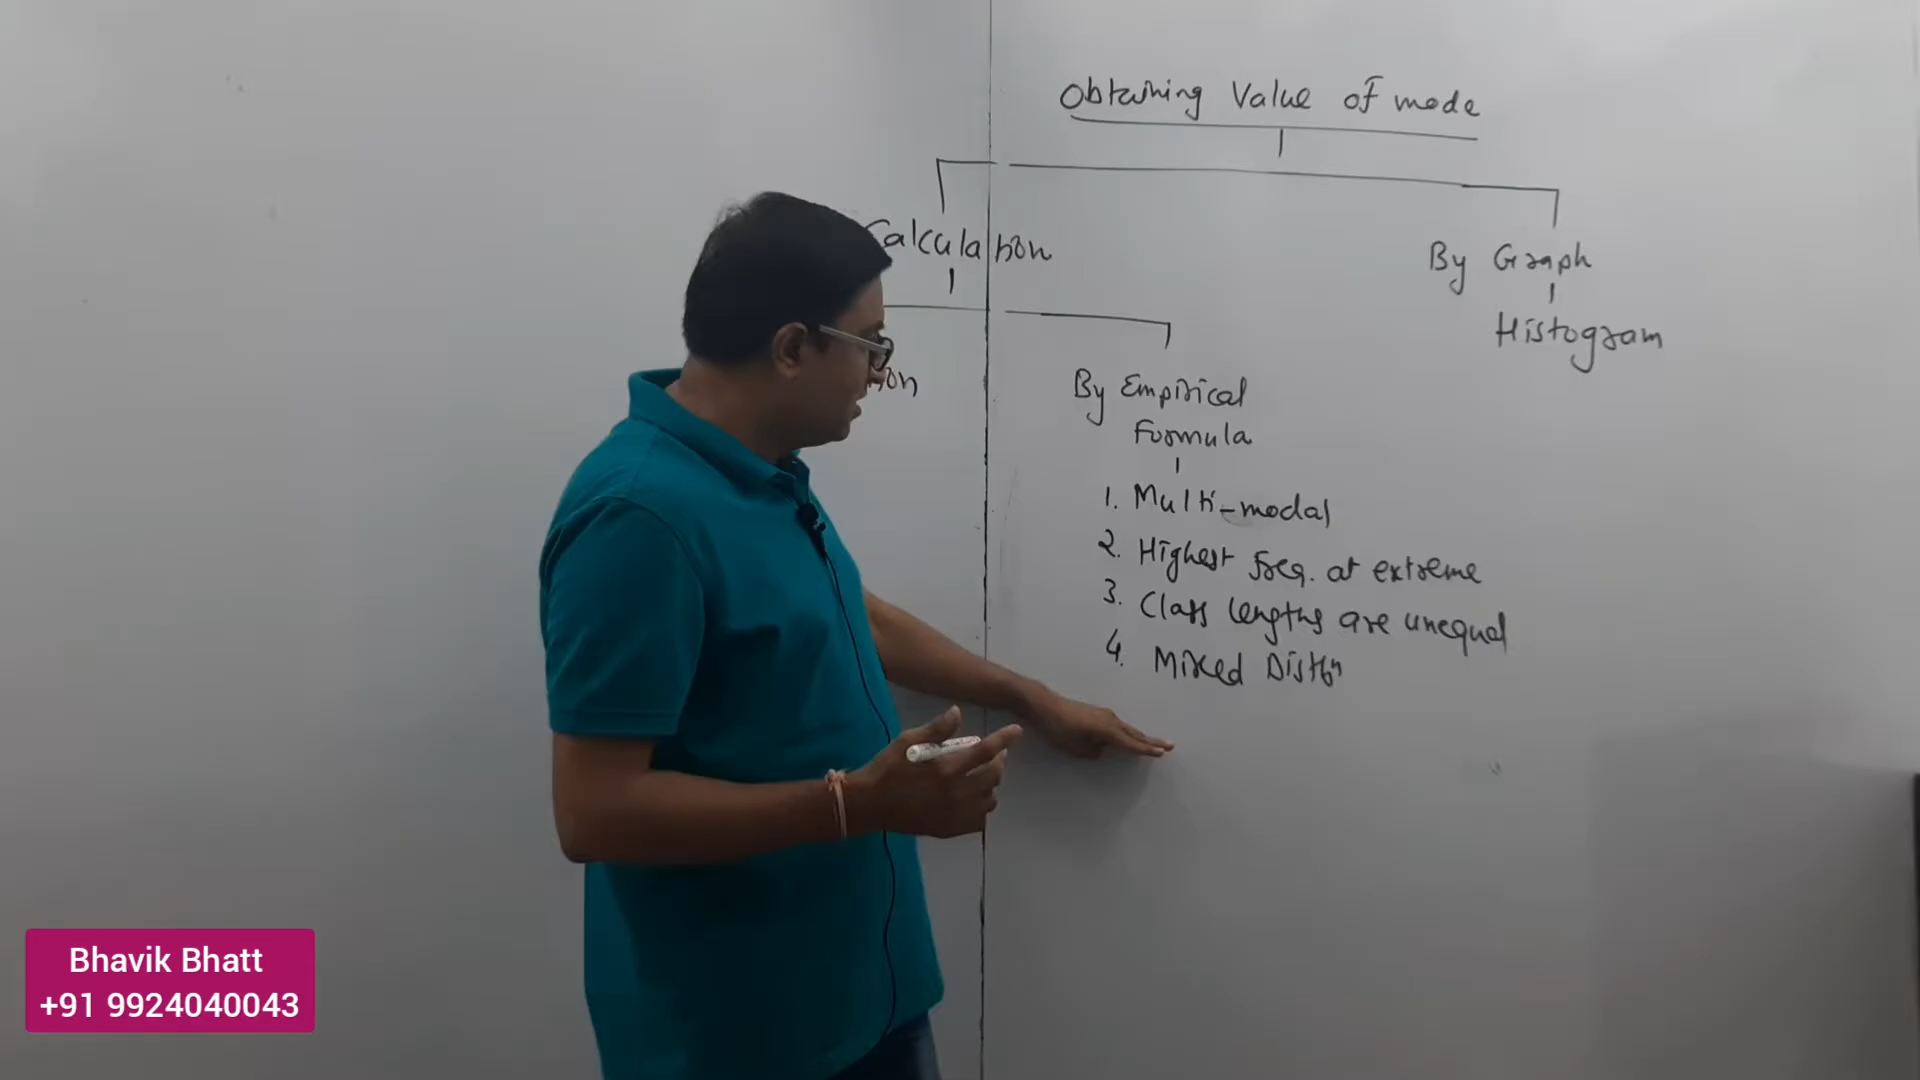 Obtaining Value of mode
Calculation
By Graph
Histogram
By Empirical
Formula
1. Multi-modal
2. Highest freq. at extreme
3. Class lengths are unequal
4. Mixed Distn
Bhavik Bhatt
+91 9924040043